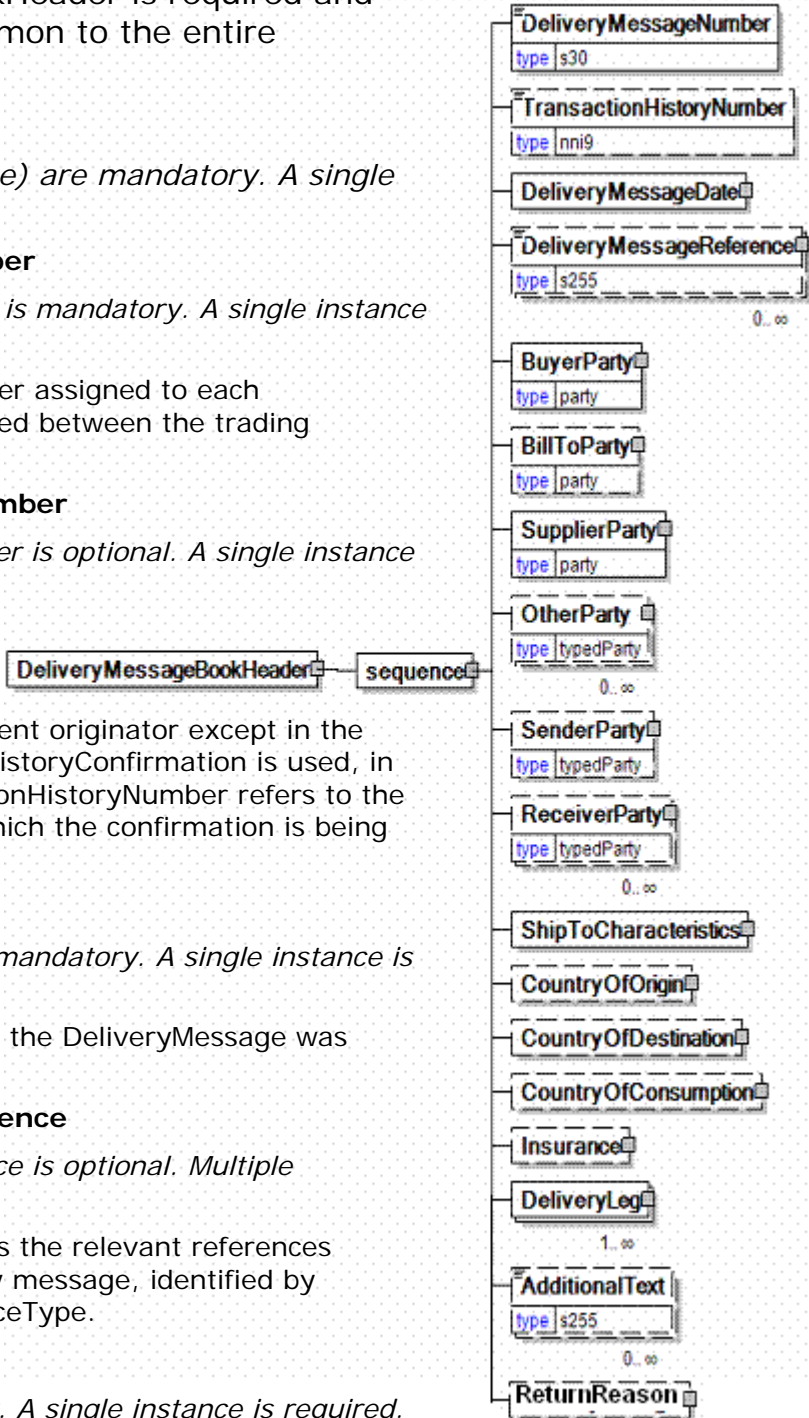 kHeader is required and
mon to the entire
e) are mandatory. A single
ber
is mandatory. A single instance
er assigned to each
ed between the trading
mber
er is optional. A single instance
ent originator except in the
istoryConfirmation is used, in
onHistoryNumber refers to the
hich the confirmation is being
mandatory. A single instance is
the DeliveryMessage was
ence
ce is optional. Multiple
s the relevant references
y message, identified by
ceType.
. A single instance is required.
DeliveryMessageBookHeader
sequence
DeliveryMessageNumber
type s30
TransactionHistoryNumber
type nni9
DeliveryMessageDate
DeliveryMessageReference
type s255
0..∞
BuyerParty
type party
BillToParty
type party
SupplierParty
type party
OtherParty
type typedParty
0..∞
SenderParty
type typedParty
ReceiverParty
type typedParty
0..∞
ShipToCharacteristics
CountryOfOrigin
CountryOfDestination
CountryOfConsumption
Insurance
DeliveryLeg
1..∞
AdditionalText
type s255
0..∞
ReturnReason